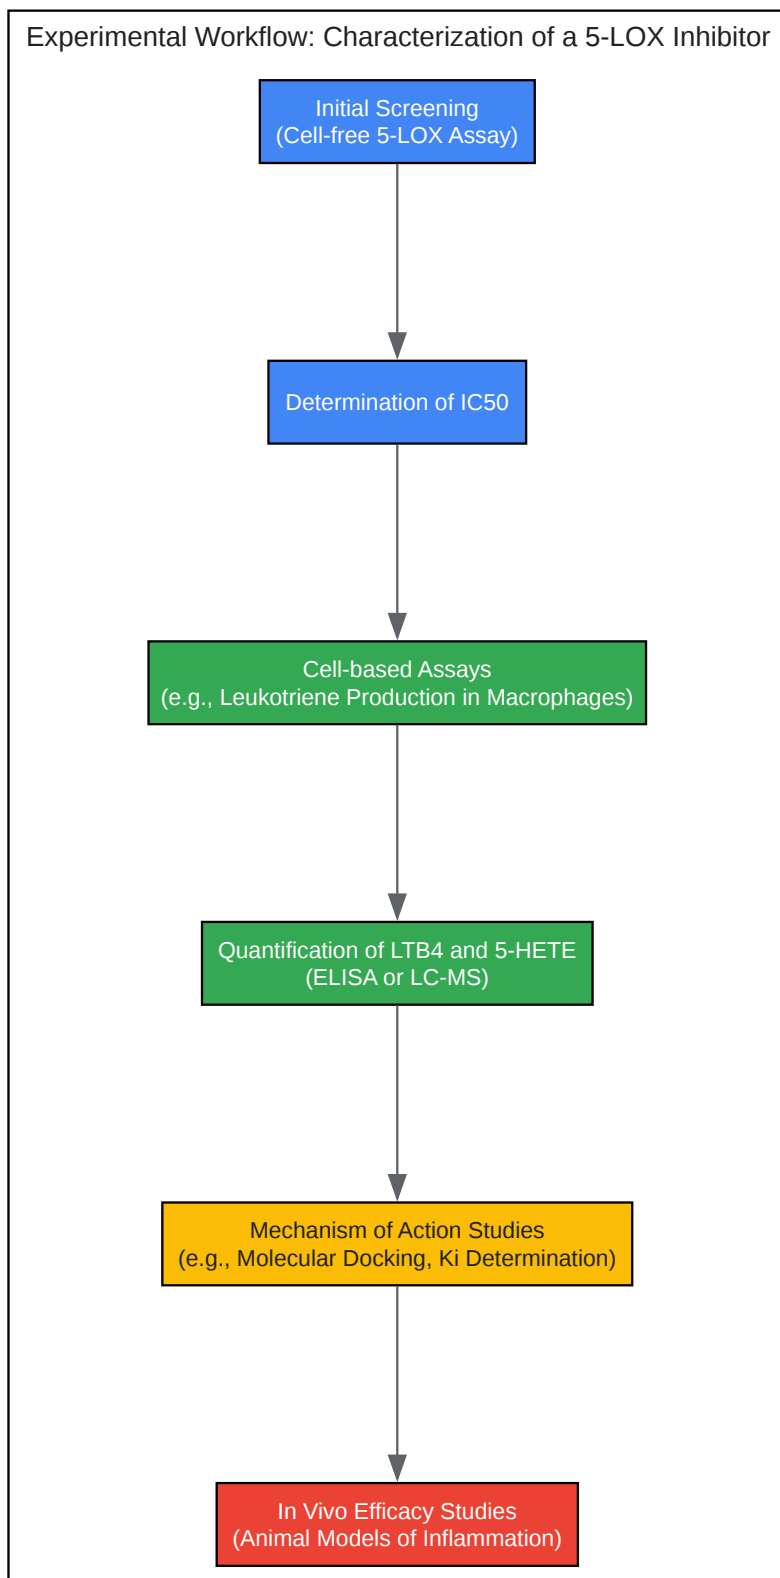 Experimental Workflow: Characterization of a 5-LOX Inhibitor
Initial Screening
(Cell-free 5-LOX Assay)
Determination of IC50
Cell-based Assays
(e.g., Leukotriene Production in Macrophages)
Quantification of LTB4 and 5-HETE
(ELISA or LC-MS)
Mechanism of Action Studies
(e.g., Molecular Docking, Ki Determination)
In Vivo Efficacy Studies
(Animal Models of Inflammation)